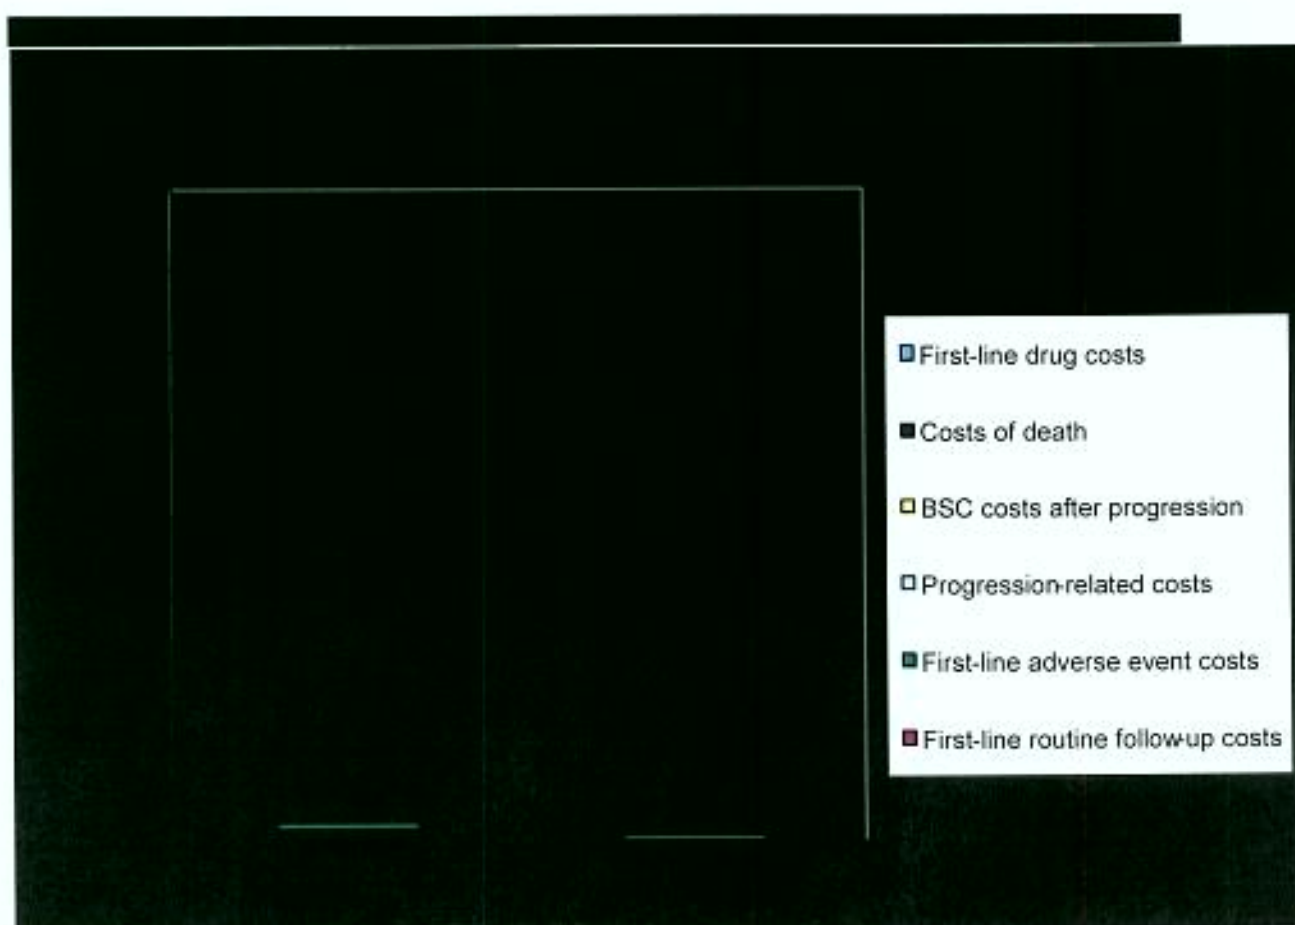 First-line drug costs
Costs of death
BSC costs after progression
Progression-related costs
First-line adverse event costs
First-line routine follow-up costs